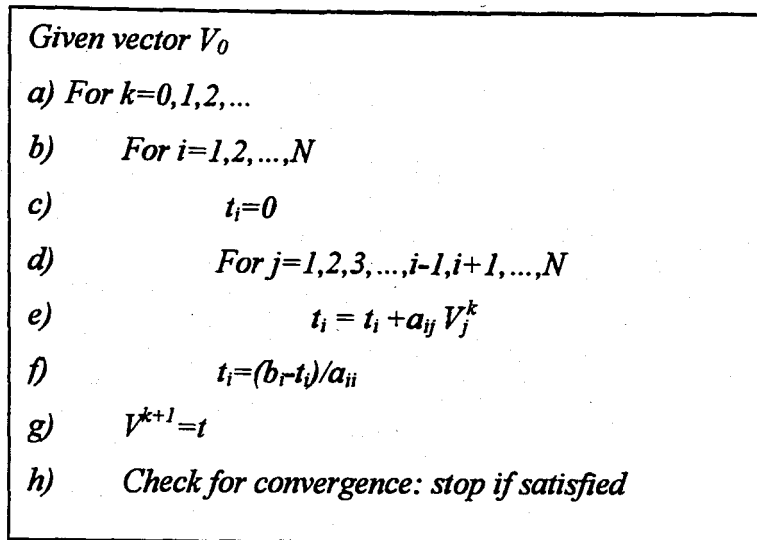 Given vector V₀
a) For k=0,1,2,...
b) For i=1,2,...,N
c) tᵢ=0
d) For j=1,2,3,...,i-1,i+1,...,N
e) tᵢ = tᵢ +aᵢⱼ Vⱼᵏ
f) tᵢ=(bᵢ-tᵢ)/aᵢᵢ
g) Vᵏ⁺¹=t
h) Check for convergence: stop if satisfied